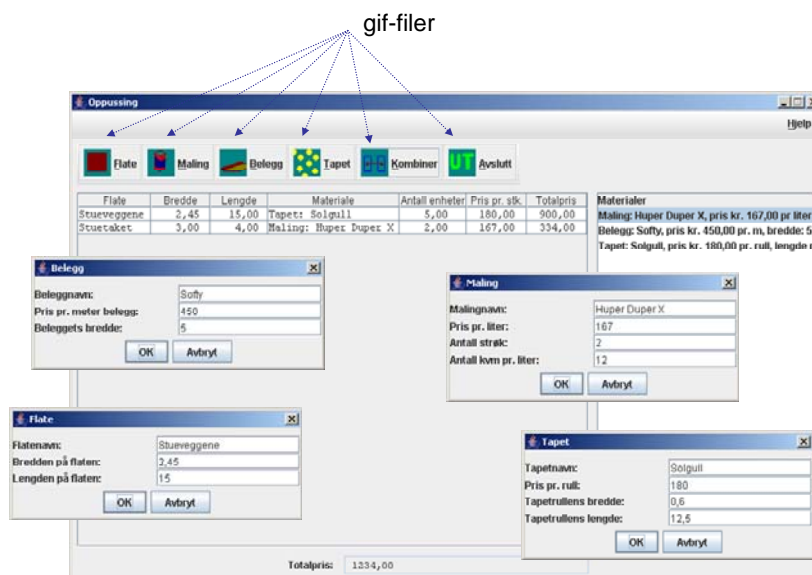 gif-filer
Oppussing
Hjelp
Flate Maling Belegg Tapet Kombiner UT Avslutt
Flate Bredde Lengde Materiale Antall enheter Pris pr. stk. Totalpris
Stueveggene 2,45 15,00 Tapet: Solgull 5,00 180,00 900,00
Stuetaket 3,00 4,00 Maling: Huper Duper X 2,00 167,00 334,00
Materialer
Maling: Huper Duper X, pris kr. 167,00 pr liter
Belegg: Softy, pris kr. 450,00 pr. m, bredde: 5
Tapet: Solgull, pris kr. 180,00 pr. rull, lengde
Belegg
Beleggnavn: Softy
Pris pr. meter belegg: 450
Beleggets bredde: 5
OK Avbryt
Maling
Malingnavn: Huper Duper X
Pris pr. liter: 167
Antall strøk: 2
Antall kvm pr. liter: 12
OK Avbryt
Flate
Flatenavn: Stueveggene
Bredden på flaten: 2,45
Lengden på flaten: 15
OK Avbryt
Tapet
Tapetnavn: Solgull
Pris pr. rull: 180
Tapetrullens bredde: 0,6
Tapetrullens lengde: 12,5
OK Avbryt
Totalpris: 1234,00